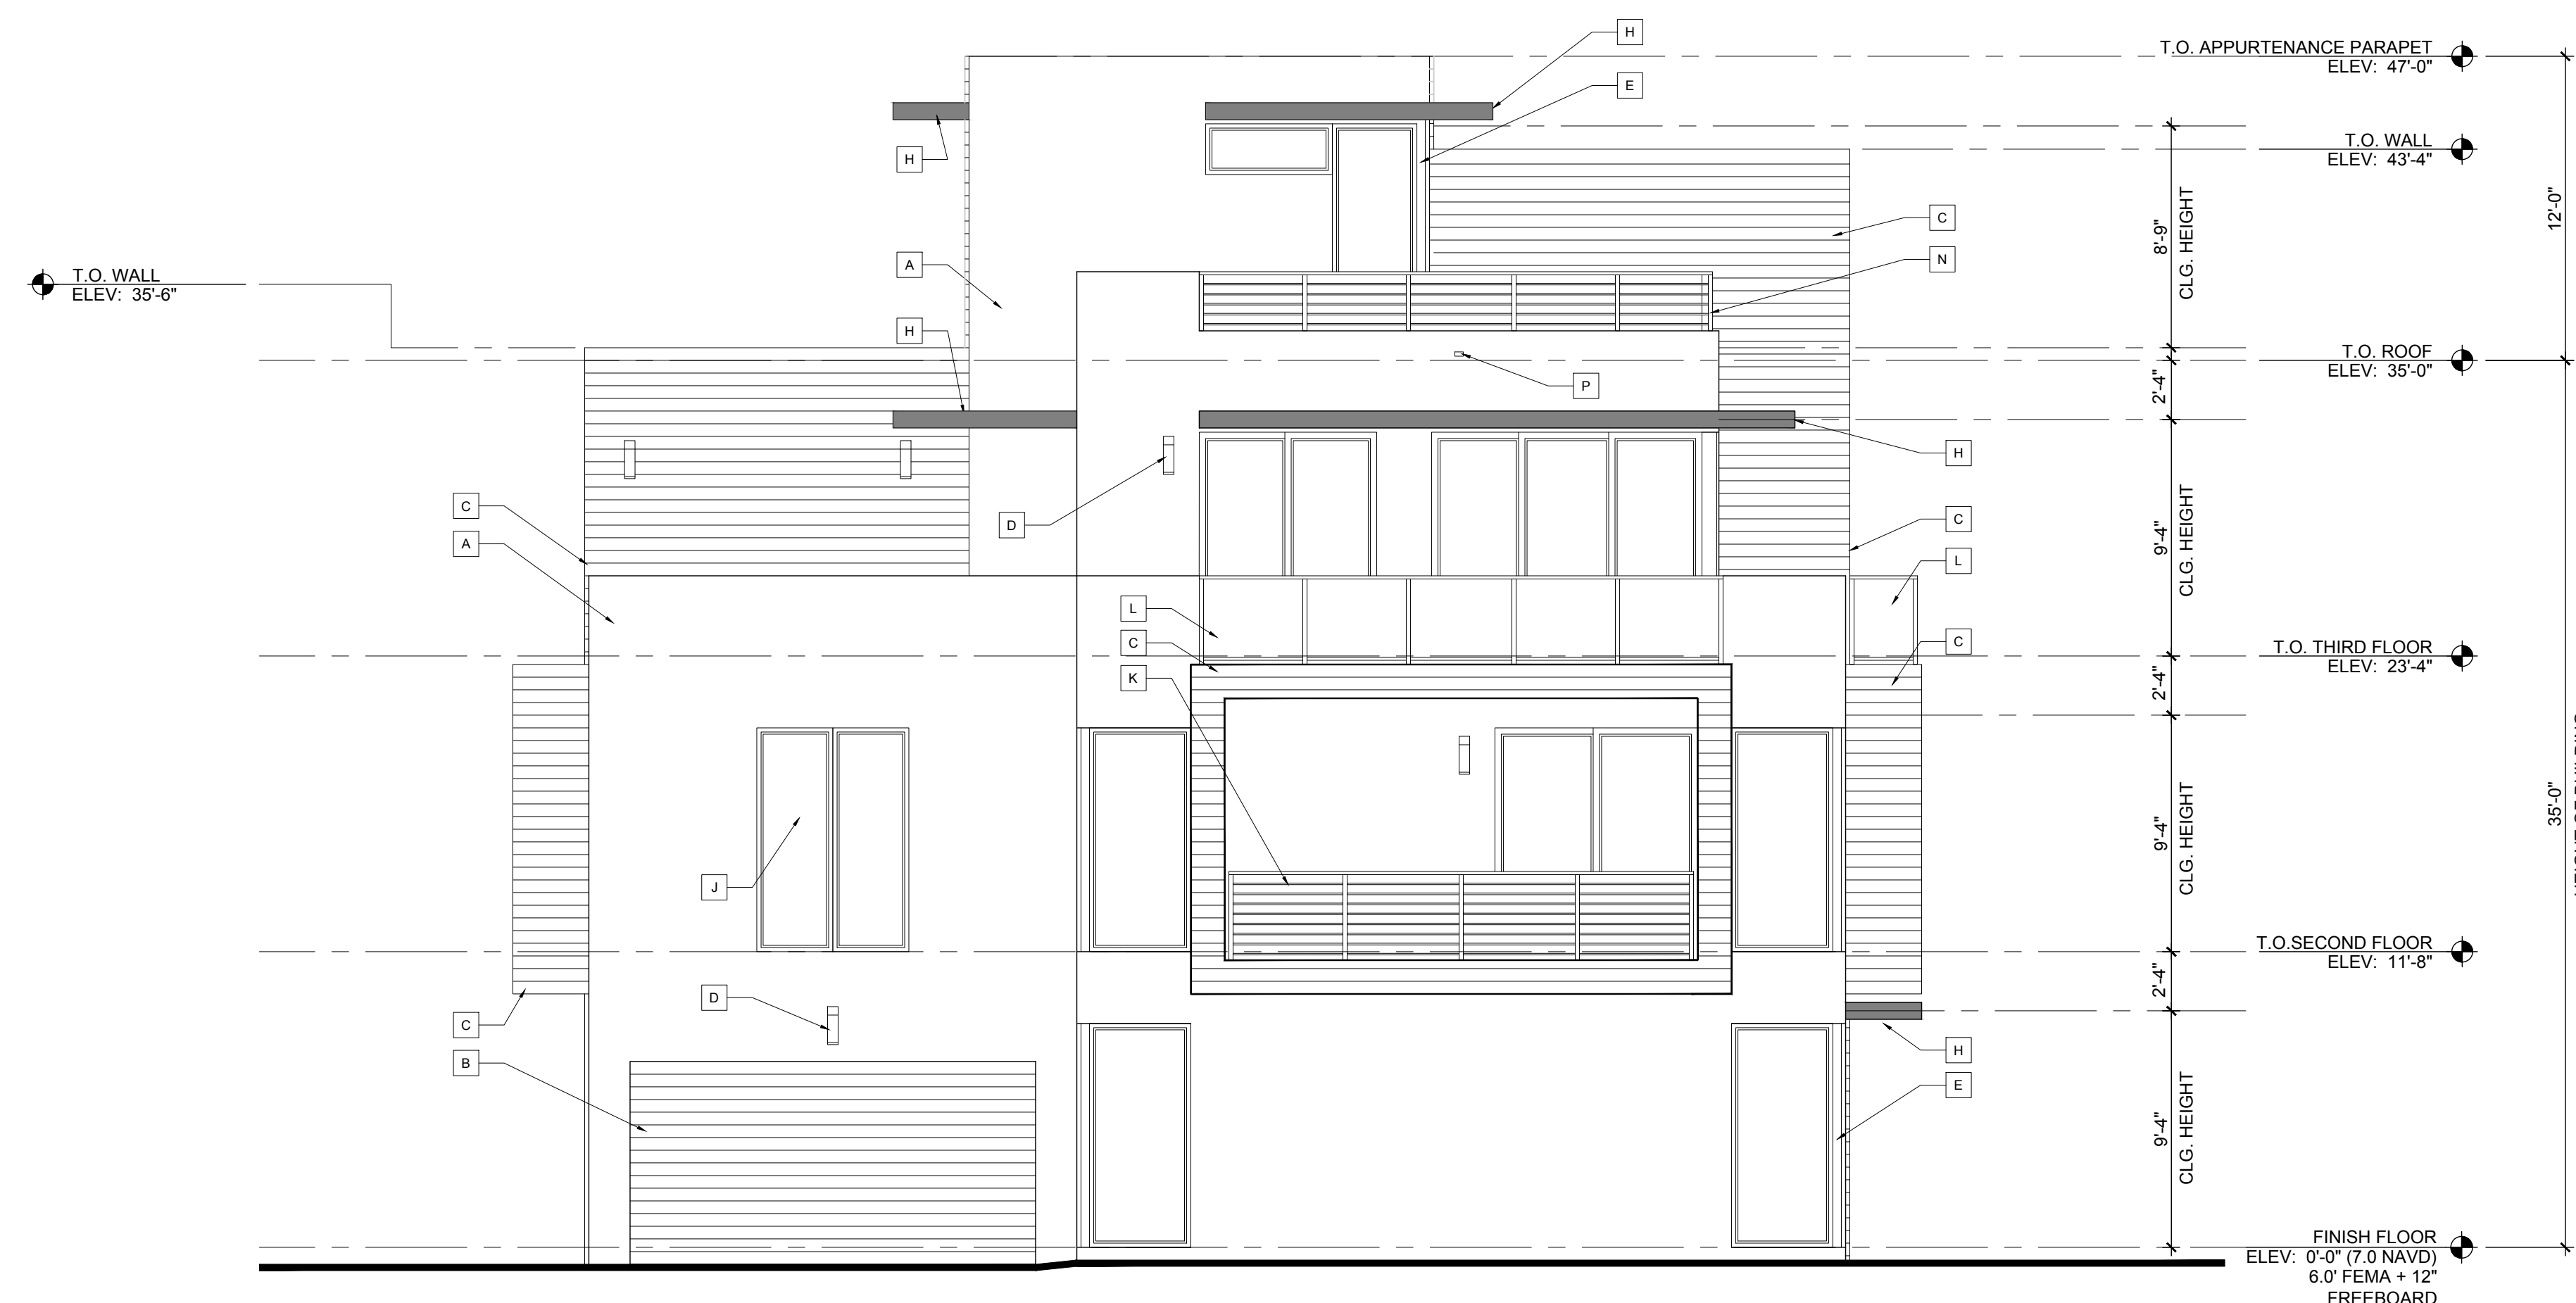 H
T.O. APPURTENANCE PARAPET
ELEV: 47'-0"
E
T.O. WALL
ELEV: 43'-4"
H
12'-0"
8'-9"
CLG. HEIGHT
C
N
A
T.O. WALL
ELEV: 35'-6"
H
T.O. ROOF
ELEV: 35'-0"
P
2'-4"
H
C
D
C
A
9'-4"
CLG. HEIGHT
L
L
C
C
K
T.O. THIRD FLOOR
ELEV: 23'-4"
2'-4"
35'-0"
J
9'-4"
CLG. HEIGHT
T.O.SECOND FLOOR
ELEV: 11'-8"
2'-4"
D
C
B
H
E
9'-4"
CLG. HEIGHT
FINISH FLOOR
ELEV: 0'-0" (7.0 NAVD)
6.0' FEMA + 12"
FREEBOARD